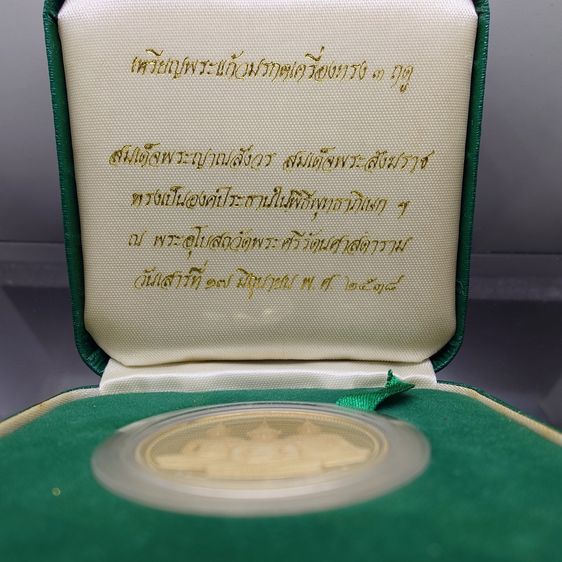 เหรียญพระแก้วมรกตเครื่องทรง ๓ ฤดู
สมเด็จพระญาณสังวร สมเด็จพระสังฆราช
ทรงเป็นองค์ประธานในพิธีพุทธาภิเษก ฯ
ณ พระอุโบสถวัดพระศรีรัตนศาสดาราม
วันเสาร์ที่ ๑๗ มิถุนายน พ.ศ. ๒๕๓๘